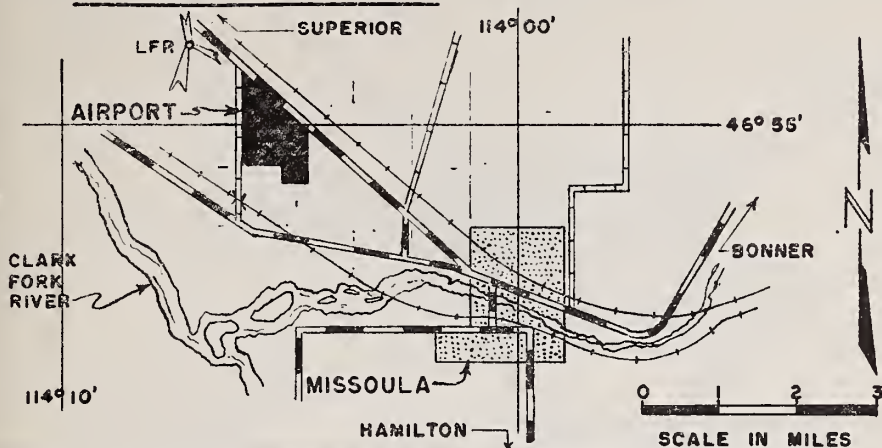 SUPERIOR
114° 00'
LFR
AIRPORT
46° 55'
N
CLARK
FORK
RIVER
BONNER
MISSOULA
114° 10'
HAMILTON
0 1 2 3
SCALE IN MILES